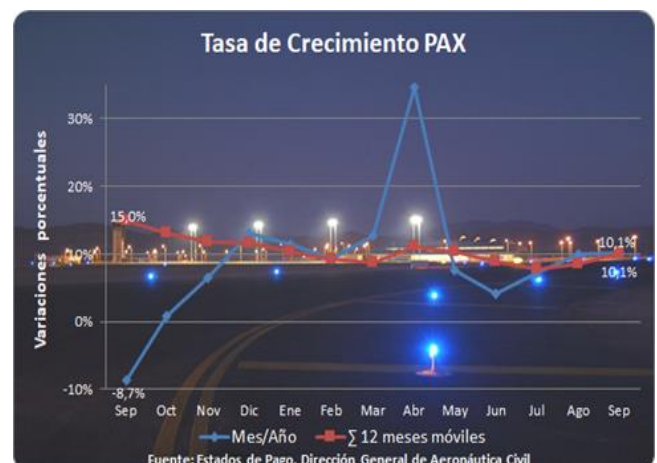 Tasa de Crecimiento PAX
Variaciones porcentuales
30%
20%
10%
0%
-10%
15,0%
-8,7%
10,1%
10,1%
Sep Oct Nov Dic Ene Feb Mar Abr May Jun Jul Ago Sep
Mes/Año ∑ 12 meses móviles
Fuente: Estados de Pago, Dirección General de Aeronáutica Civil